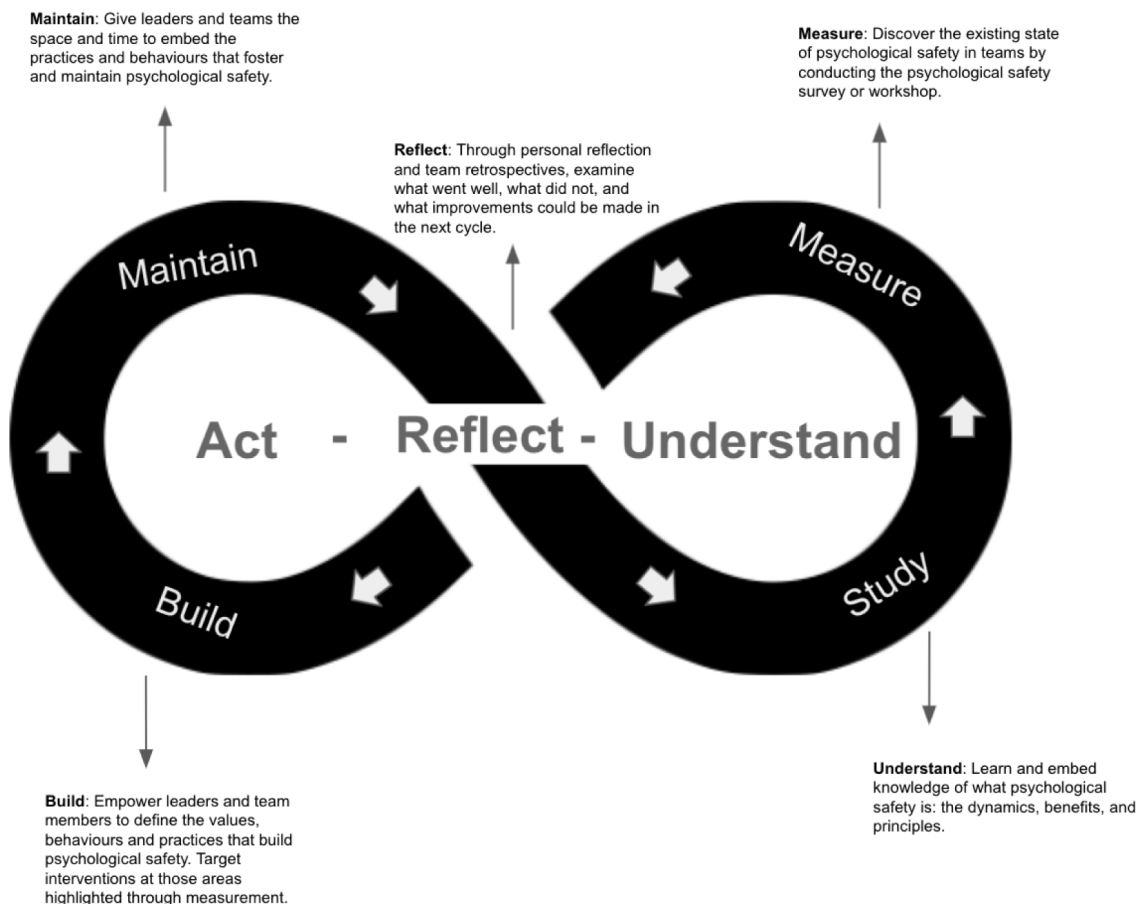 Maintain: Give leaders and teams the
space and time to embed the
practices and behaviours that foster
and maintain psychological safety.
Measure: Discover the existing state
of psychological safety in teams by
conducting the psychological safety
survey or workshop.
Reflect: Through personal reflection
and team retrospectives, examine
what went well, what did not, and
what improvements could be made in
the next cycle.
Maintain
Measure
Act - Reflect - Understand
Build
Study
Understand: Learn and embed
knowledge of what psychological
safety is: the dynamics, benefits, and
principles.
Build: Empower leaders and team
members to define the values,
behaviours and practices that build
psychological safety. Target
interventions at those areas
highlighted through measurement.